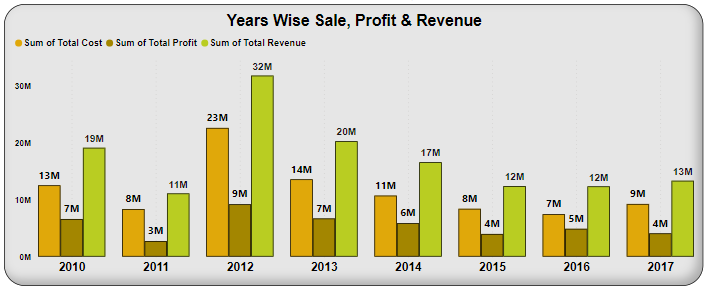 Years Wise Sale, Profit & Revenue
Sum of Total Cost Sum of Total Profit Sum of Total Revenue
30M
20M
10M
0M
13M 7M 19M
8M 3M 11M
23M 9M 32M
14M 7M 20M
11M 6M 17M
8M 4M 12M
7M 5M 12M
9M 4M 13M
2010 2011 2012 2013 2014 2015 2016 2017